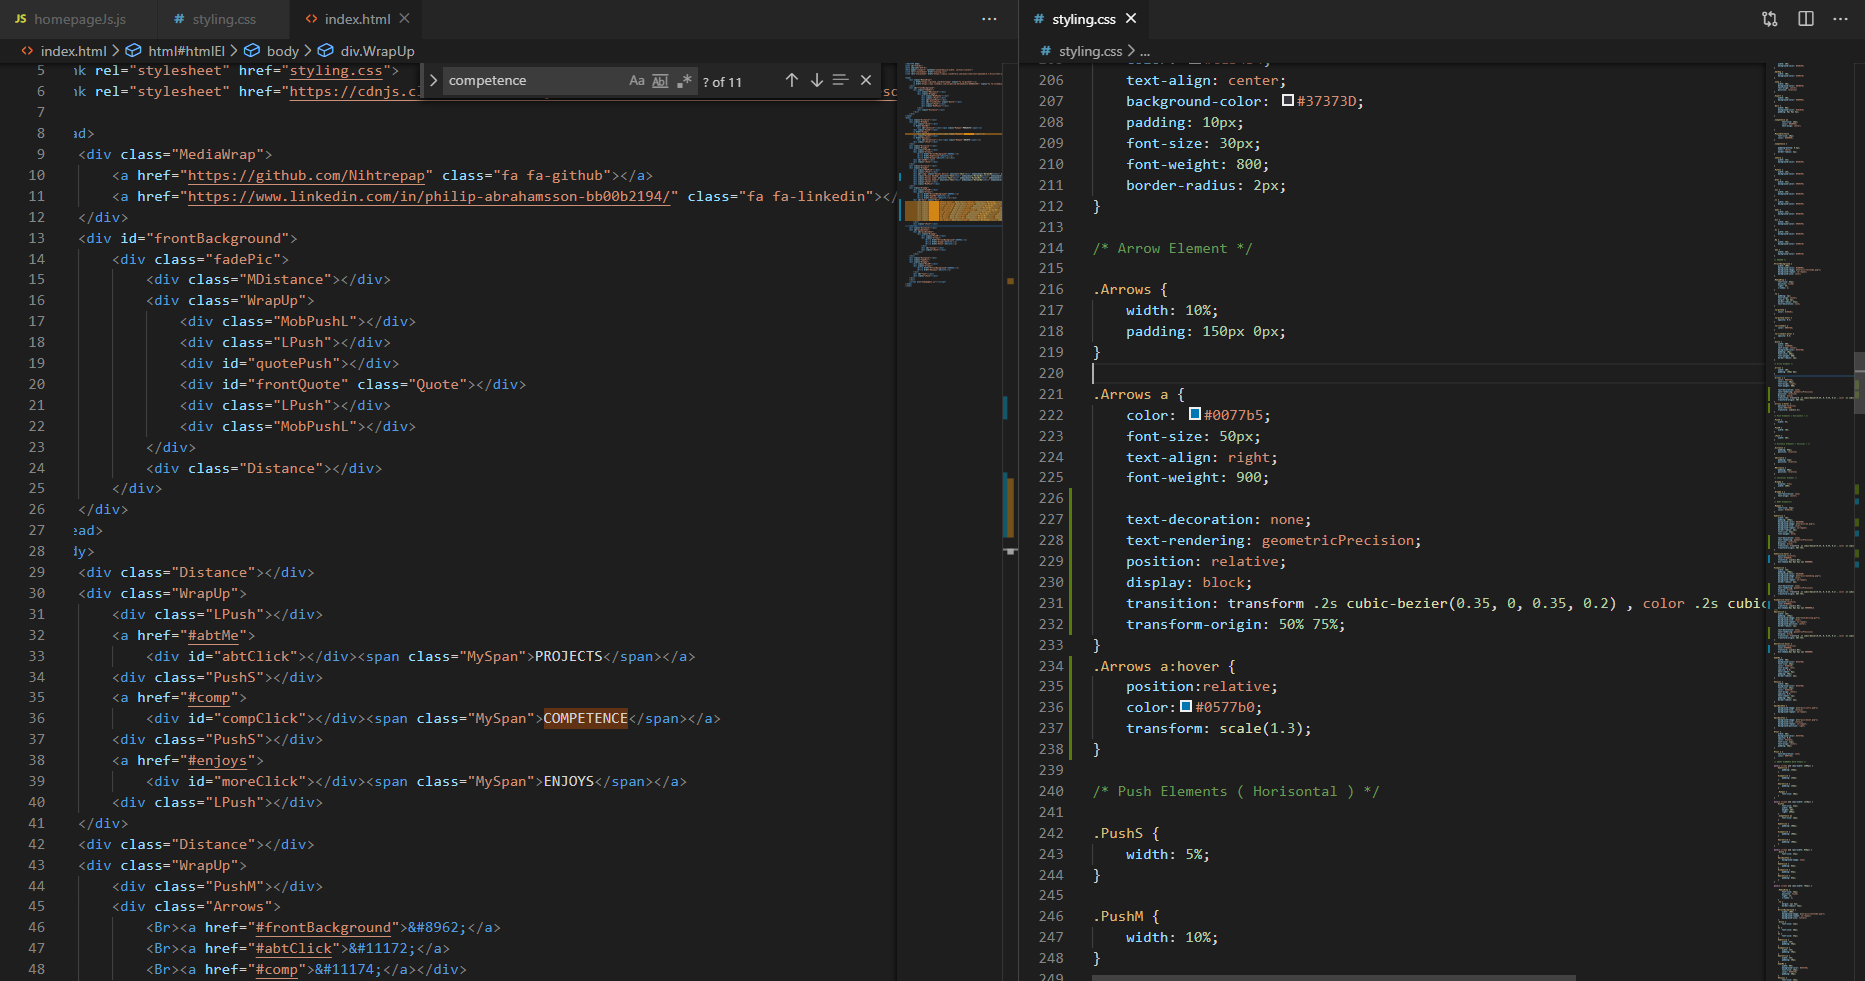 JS homepageJs.js
# styling.css
<> index.html
<> index.html > html#htmlEl > body > div.WrapUp
competence
Aa Abl .*
? of 11
5 nk rel="stylesheet" href="styling.css">
6 nk rel="stylesheet" href="https://cdnjs.c
7
8 ad>
9 <div class="MediaWrap">
10 <a href="https://github.com/Nihtrepap" class="fa fa-github"></a>
11 <a href="https://www.linkedin.com/in/philip-abrahamsson-bb00b2194/" class="fa fa-linkedin"></
12 </div>
13 <div id="frontBackground">
14 <div class="fadePic">
15 <div class="MDistance"></div>
16 <div class="WrapUp">
17 <div class="MobPushL"></div>
18 <div class="LPush"></div>
19 <div id="quotePush"></div>
20 <div id="frontQuote" class="Quote"></div>
21 <div class="LPush"></div>
22 <div class="MobPushL"></div>
23 </div>
24 <div class="Distance"></div>
25 </div>
26 </div>
27 ead>
28 dy>
29 <div class="Distance"></div>
30 <div class="WrapUp">
31 <div class="LPush"></div>
32 <a href="#abtMe">
33 <div id="abtClick"></div><span class="MySpan">PROJECTS</span></a>
34 <div class="PushS"></div>
35 <a href="#comp">
36 <div id="compClick"></div><span class="MySpan">COMPETENCE</span></a>
37 <div class="PushS"></div>
38 <a href="#enjoys">
39 <div id="moreClick"></div><span class="MySpan">ENJOYS</span></a>
40 <div class="LPush"></div>
41 </div>
42 <div class="Distance"></div>
43 <div class="WrapUp">
44 <div class="PushM"></div>
45 <div class="Arrows">
46 <Br><a href="#frontBackground">&#8962;</a>
47 <Br><a href="#abtClick">&#11172;</a>
48 <Br><a href="#comp">&#11174;</a></div>
# styling.css
# styling.css > ...
206 text-align: center;
207 background-color: #37373D;
208 padding: 10px;
209 font-size: 30px;
210 font-weight: 800;
211 border-radius: 2px;
212 }
213
214 /* Arrow Element */
215
216 .Arrows {
217 width: 10%;
218 padding: 150px 0px;
219 }
220
221 .Arrows a {
222 color: #0077b5;
223 font-size: 50px;
224 text-align: right;
225 font-weight: 900;
226
227 text-decoration: none;
228 text-rendering: geometricPrecision;
229 position: relative;
230 display: block;
231 transition: transform .2s cubic-bezier(0.35, 0, 0.35, 0.2) , color .2s cubic
232 transform-origin: 50% 75%;
233 }
234 .Arrows a:hover {
235 position:relative;
236 color: #0577b0;
237 transform: scale(1.3);
238 }
239
240 /* Push Elements ( Horisontal ) */
241
242 .PushS {
243 width: 5%;
244 }
245
246 .PushM {
247 width: 10%;
248 }
249